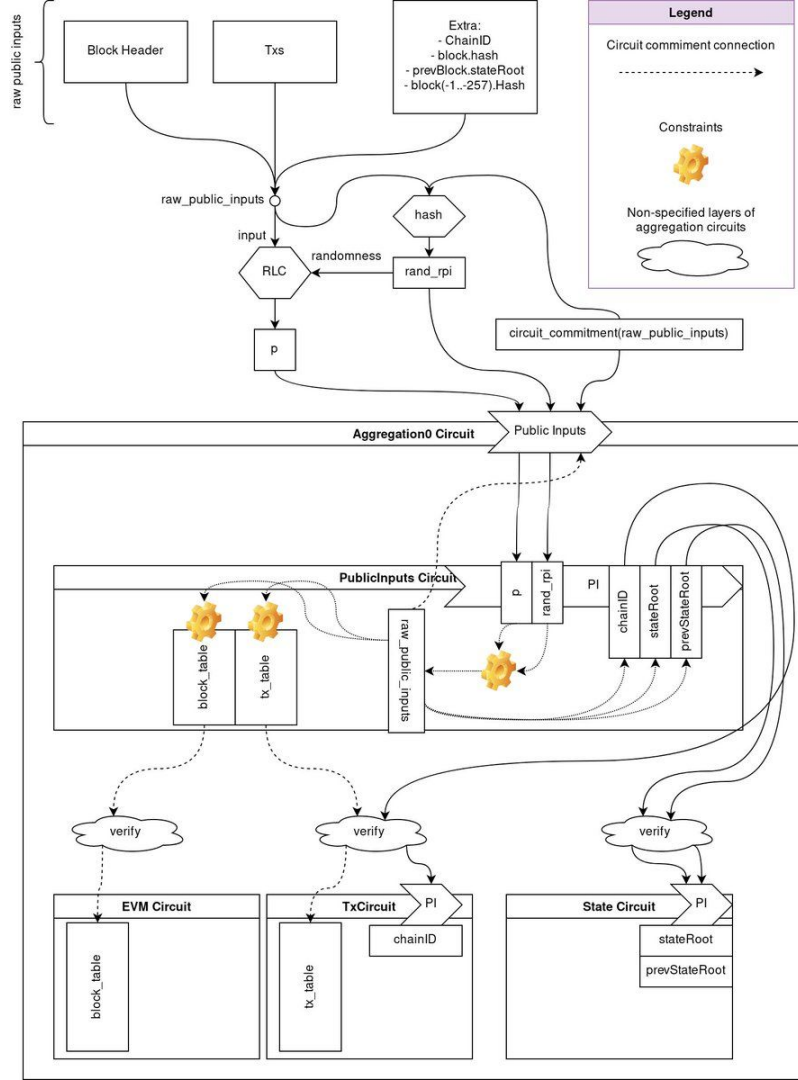 raw public inputs
Block Header
Txs
Extra:
- ChainID
- block.hash
- prevBlock.stateRoot
- block(-1..-257).Hash
Legend
Circuit commiment connection
Constraints
Non-specified layers of
aggregation circuits
raw_public_inputs
hash
input
RLC
randomness
rand_rpi
circuit_commitment(raw_public_inputs)
p
Public Inputs
Aggregation0 Circuit
PublicInputs Circuit
p
rand_rpi
PI
chainID
stateRoot
prevStateRoot
block_table
tx_table
raw_public_inputs
verify
verify
verify
EVM Circuit
TxCircuit
PI
State Circuit
PI
block_table
tx_table
chainID
stateRoot
prevStateRoot